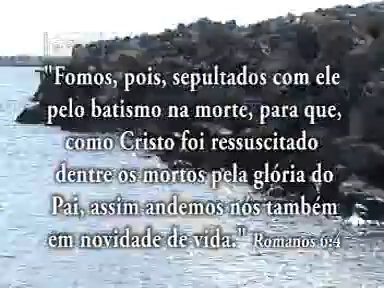 "Fomos, pois, sepultados com ele
pelo batismo na morte, para que,
como Cristo foi ressuscitado
dentre os mortos pela glória do
Pai, assim andemos nós também
em novidade de vida." Romanos 6:4